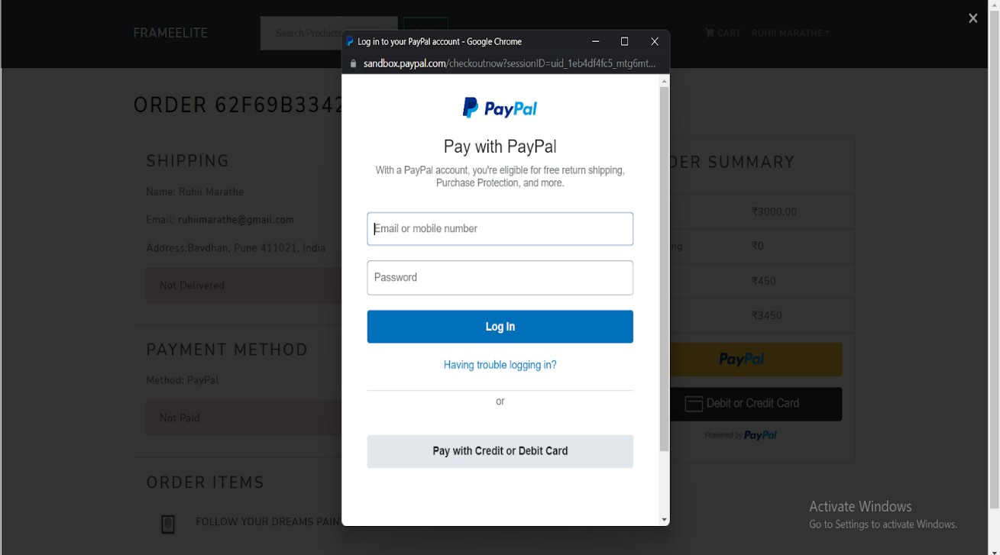 FRAMEELITE
Search Products
CART
RUHII MARATHE
Log in to your PayPal account - Google Chrome
sandbox.paypal.com/checkoutnow?sessionID=uid_1eb4df4fc5_mtg6mt...
ORDER 62F69B3342
SHIPPING
Name: Ruhii Marathe
Email: ruhiimarathe@gmail.com
Address:Bavdhan, Pune 411021, India
Not Delivered
PAYMENT METHOD
Method: PayPal
Not Paid
ORDER ITEMS
FOLLOW YOUR DREAMS PAIN
PayPal
Pay with PayPal
With a PayPal account, you're eligible for free return shipping,
Purchase Protection, and more.
Email or mobile number
Password
Log In
Having trouble logging in?
or
Pay with Credit or Debit Card
DER SUMMARY
₹3000.00
ng ₹0
₹450
₹3450
PayPal
Debit or Credit Card
Powered by PayPal
Activate Windows
Go to Settings to activate Windows.